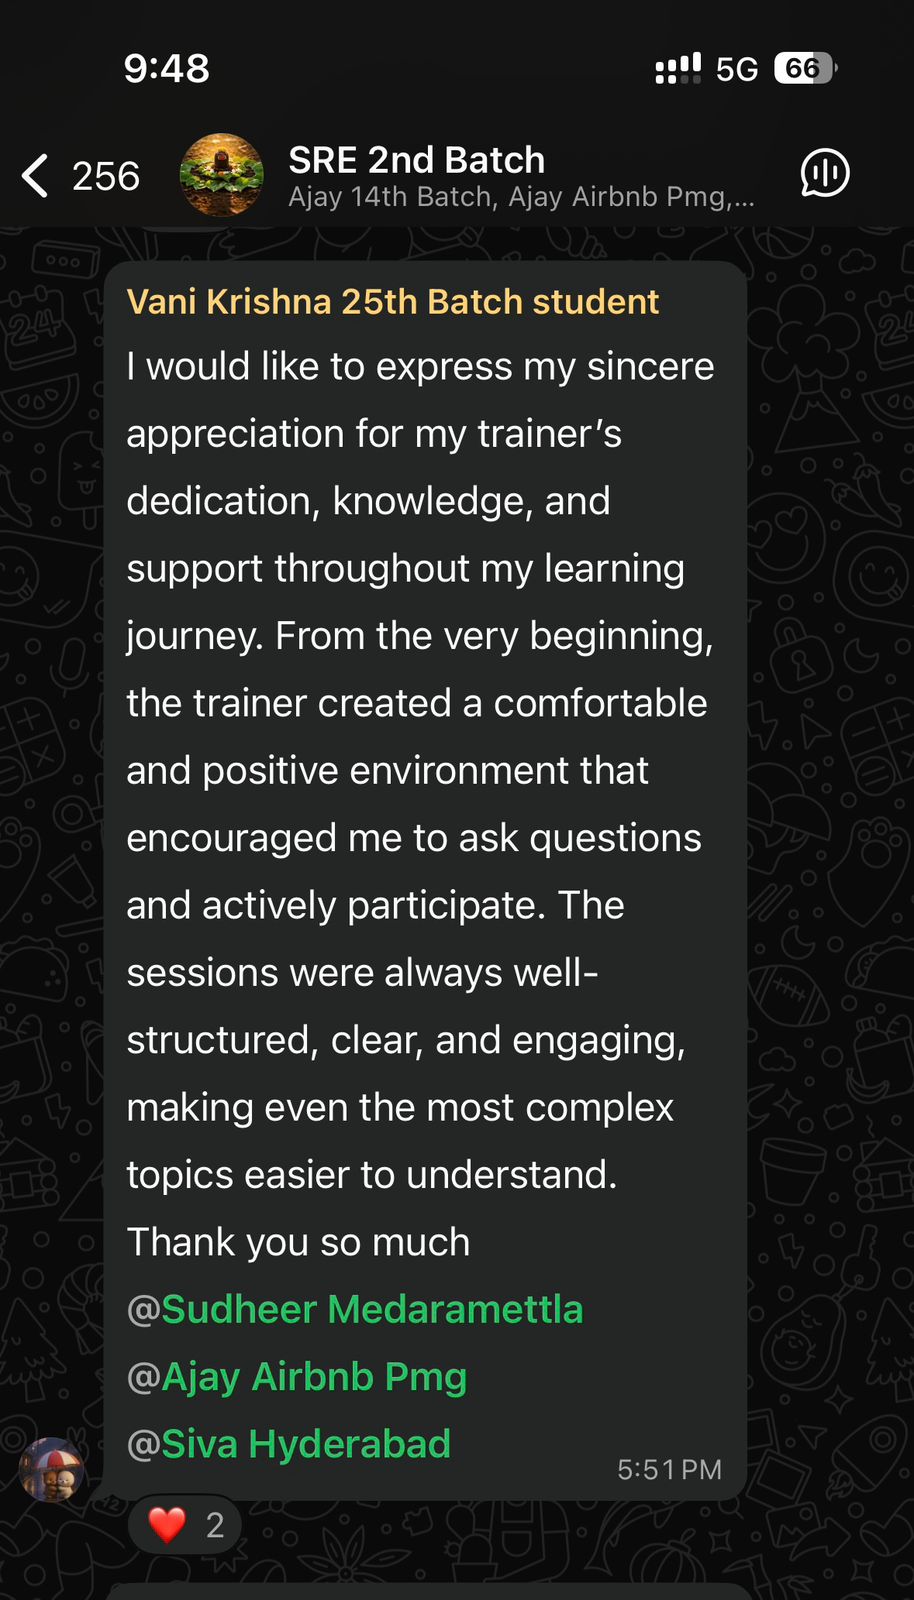 9:48
5G
66
256
SRE 2nd Batch
Ajay 14th Batch, Ajay Airbnb Pmg,...
Vani Krishna 25th Batch student
I would like to express my sincere
appreciation for my trainer’s
dedication, knowledge, and
support throughout my learning
journey. From the very beginning,
the trainer created a comfortable
and positive environment that
encouraged me to ask questions
and actively participate. The
sessions were always well-
structured, clear, and engaging,
making even the most complex
topics easier to understand.
Thank you so much
@Sudheer Medaramettla
@Ajay Airbnb Pmg
@Siva Hyderabad
5:51 PM
2